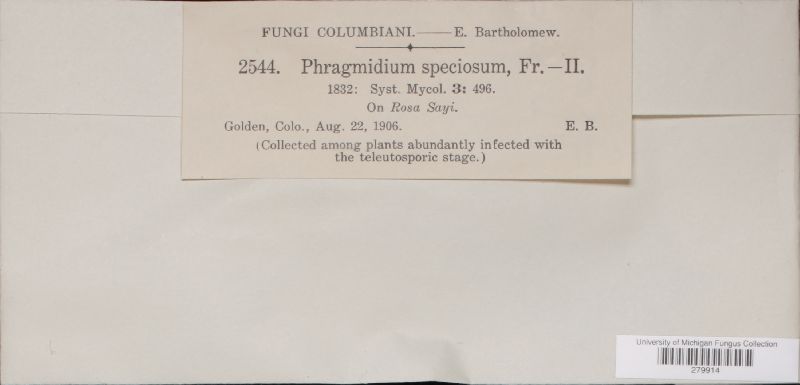 FUNGI COLUMBIANI.—E. Bartholomew.
2544. Phragmidium speciosum, Fr.—II.
1832: Syst. Mycol. 3: 496.
On Rosa Sayi.
Golden, Colo., Aug. 22, 1906. E. B.
(Collected among plants abundantly infected with
the teleutosporic stage.)
University of Michigan Fungus Collection
279914